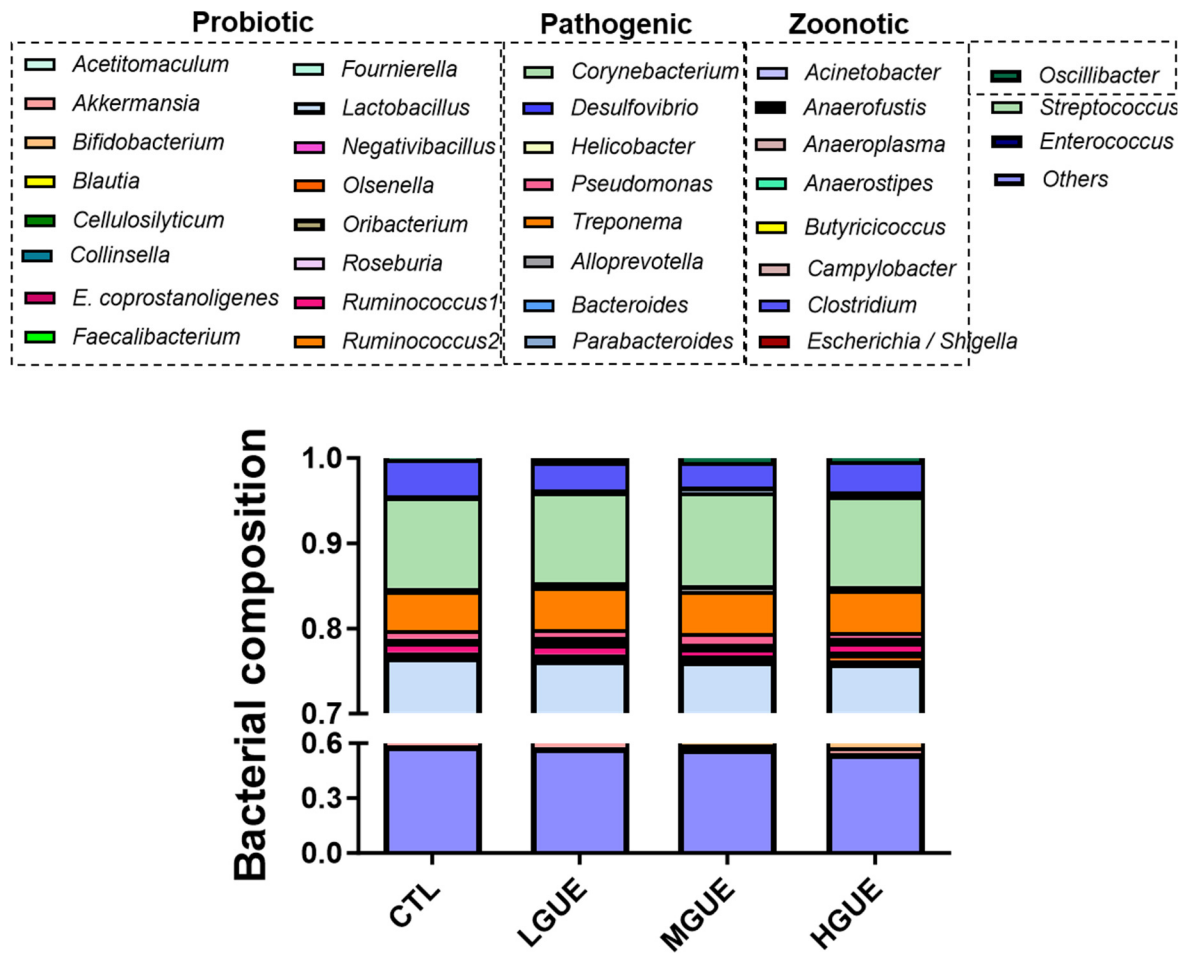 Probiotic
Pathogenic
Zoonotic
Acetitomaculum
Akkermansia
Bifidobacterium
Blautia
Cellulosilyticum
Collinsella
E. coprostanoligenes
Faecalibacterium
Fournierella
Lactobacillus
Negativibacillus
Olsenella
Oribacterium
Roseburia
Ruminococcus1
Ruminococcus2
Corynebacterium
Desulfovibrio
Helicobacter
Pseudomonas
Treponema
Alloprevotella
Bacteroides
Parabacteroides
Acinetobacter
Anaerofustis
Anaeroplasma
Anaerostipes
Butyricicoccus
Campylobacter
Clostridium
Escherichia / Shigella
Oscillibacter
Streptococcus
Enterococcus
Others
Bacterial composition
1.0
0.9
0.8
0.7
0.6
0.3
0.0
CTL
LGUE
MGUE
HGUE